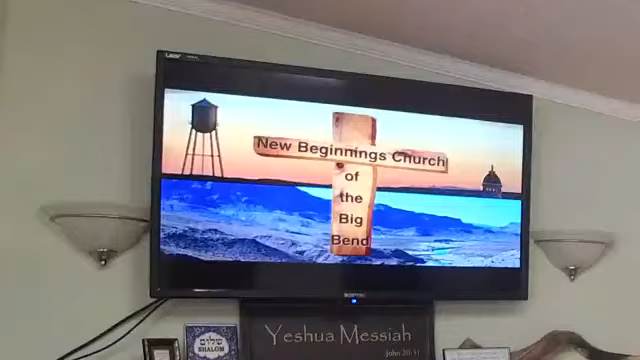 New Beginnings Church
of
the
Big
Bend
Yeshua Messiah
John 20:31
שלום
SHALOM